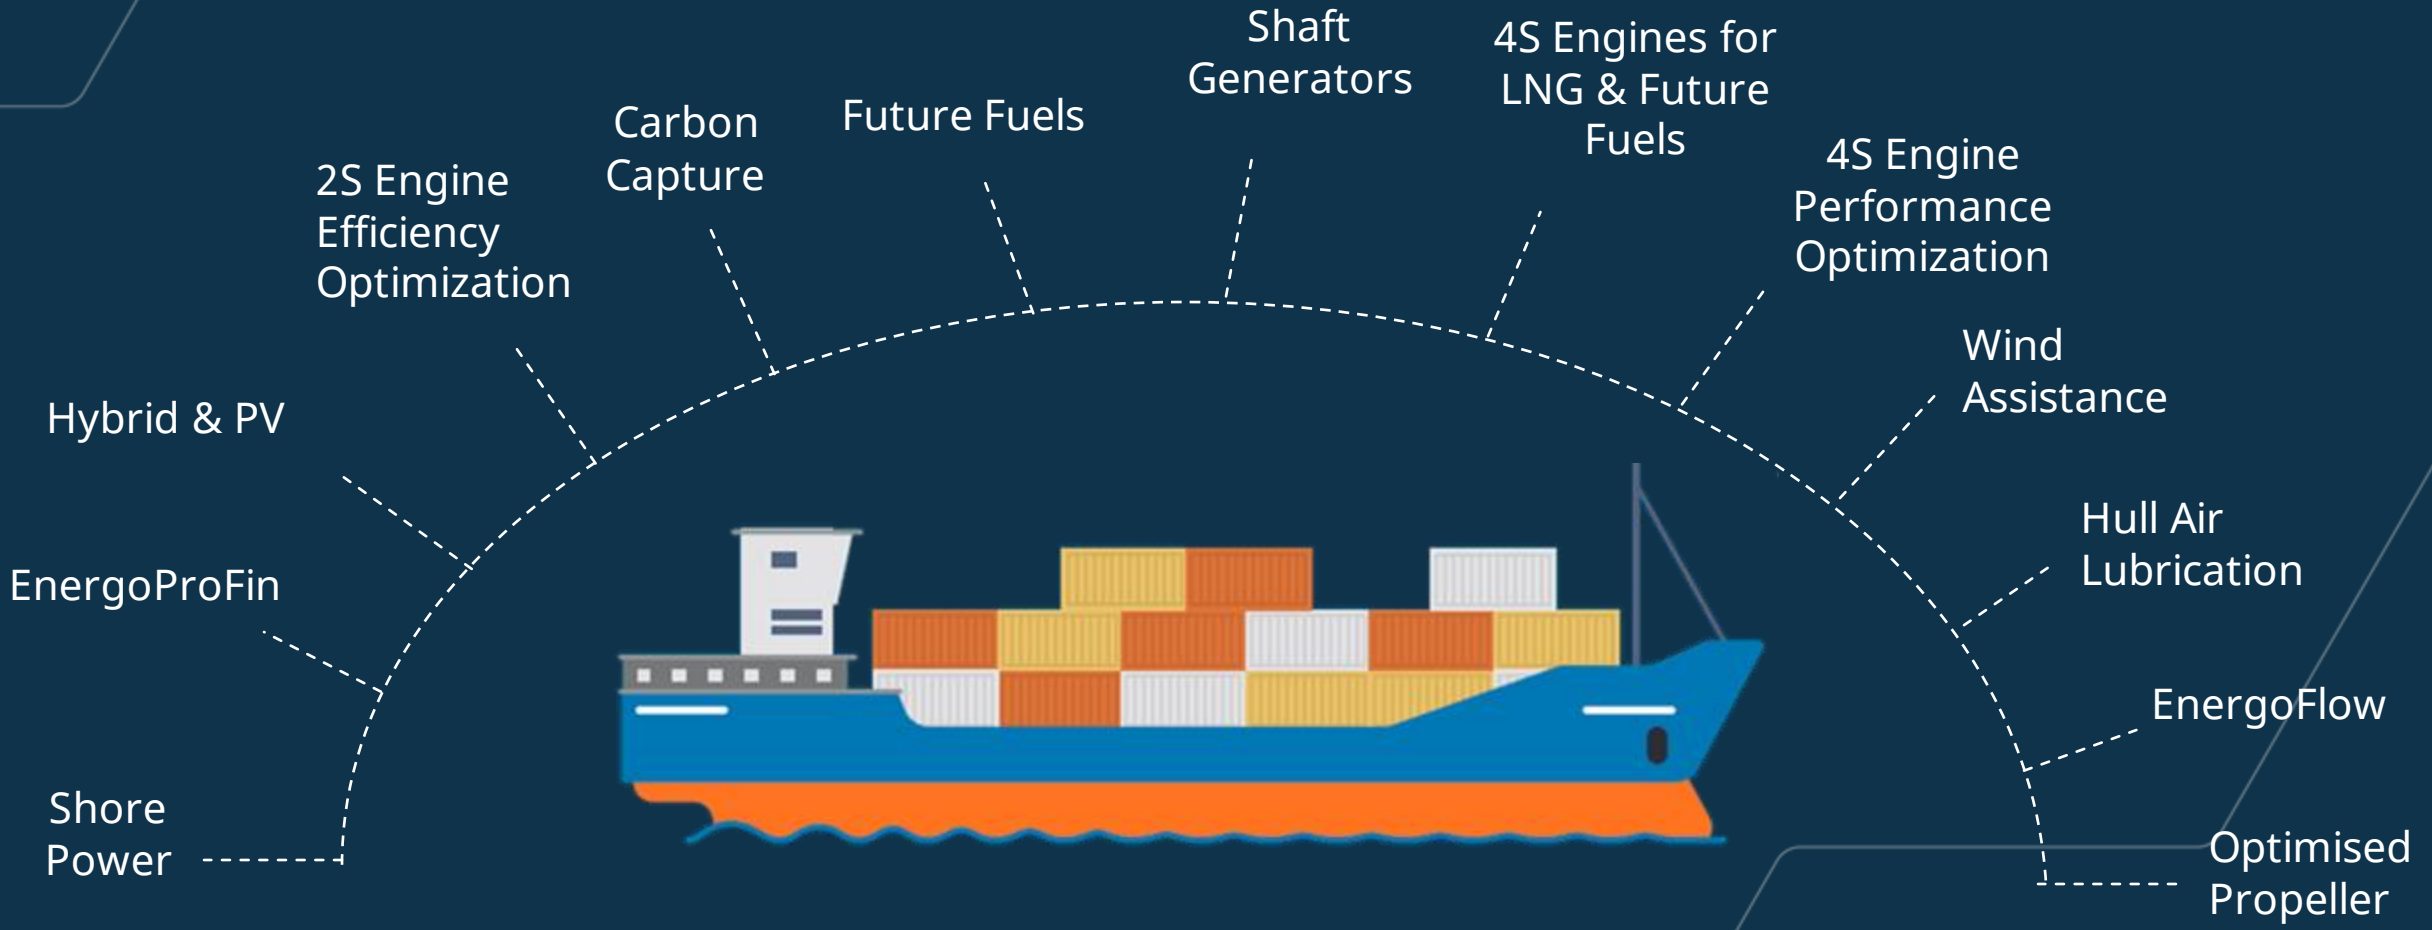 Shaft
Generators
4S Engines for
LNG & Future
Fuels
Future Fuels
Carbon
Capture
2S Engine
Efficiency
Optimization
4S Engine
Performance
Optimization
Wind
Assistance
Hybrid & PV
Hull Air
Lubrication
EnergoProFin
EnergoFlow
Shore
Power
Optimised
Propeller